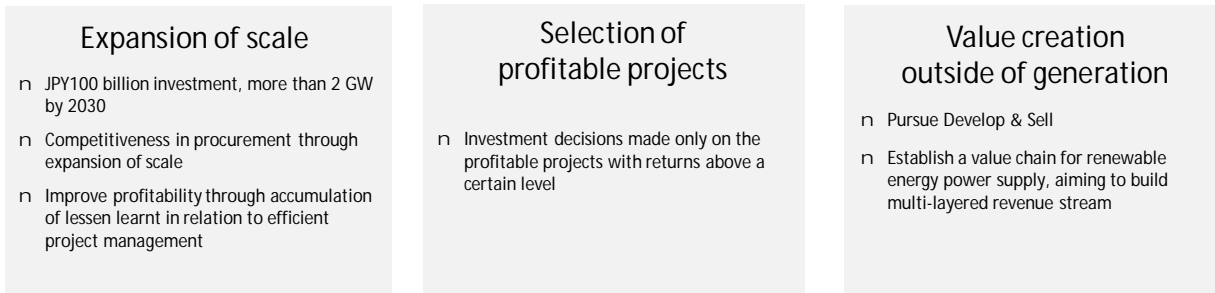 Expansion of scale
n JPY100 billion investment, more than 2 GW
by 2030
n Competitiveness in procurement through
expansion of scale
n Improve profitability through accumulation
of lessen learnt in relation to efficient
project management
Selection of
profitable projects
n Investment decisions made only on the
profitable projects with returns above a
certain level
Value creation
outside of generation
n Pursue Develop & Sell
n Establish a value chain for renewable
energy power supply, aiming to build
multi-layered revenue stream